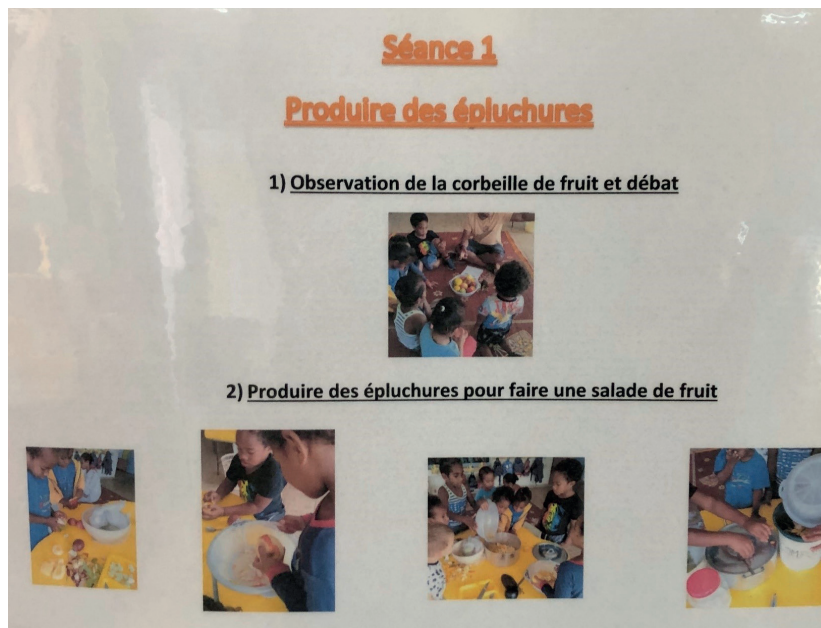 Séance 1
Produire des épluchures
1) Observation de la corbeille de fruit et débat
2) Produire des épluchures pour faire une salade de fruit